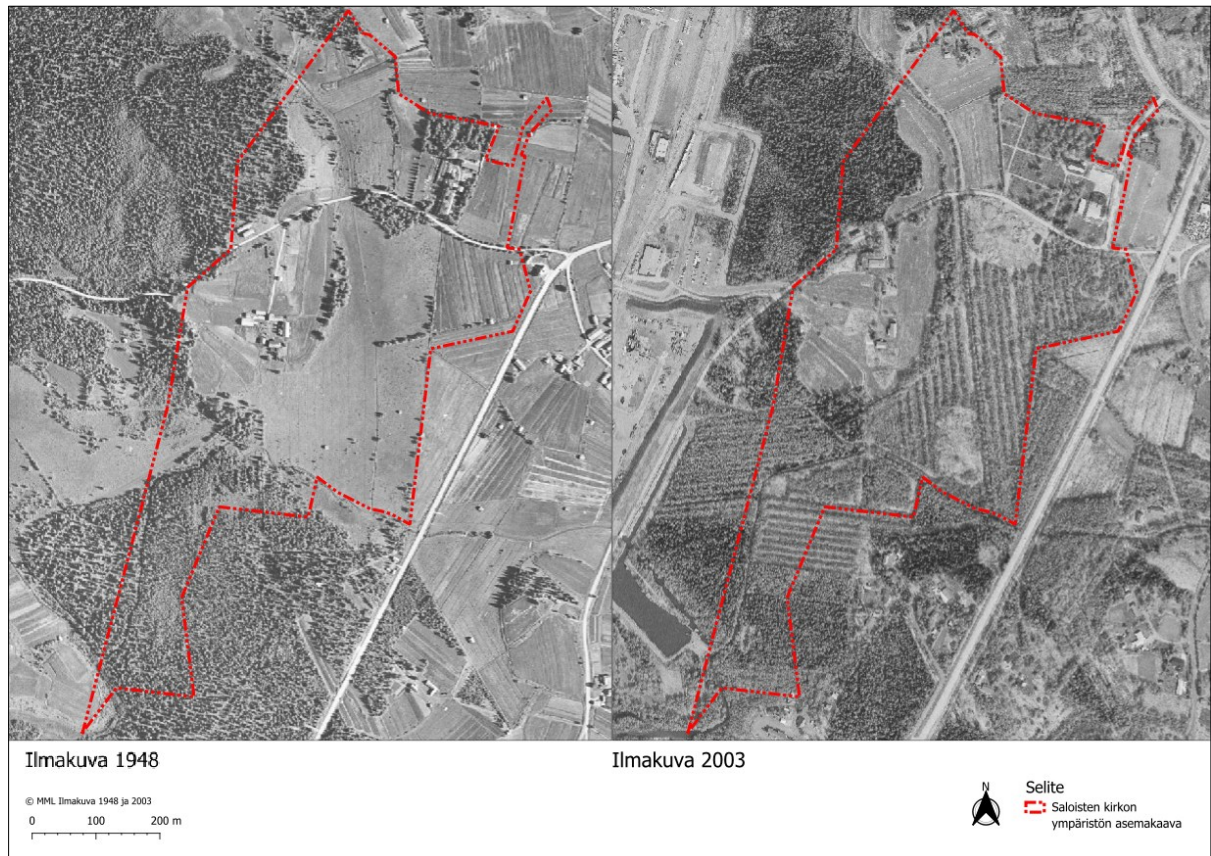 Ilmakuva 1948
Ilmakuva 2003
© MML Ilmakuva 1948 ja 2003
0 100 200 m
N
Selite
Saloisten kirkon
ympäristön asemakaava